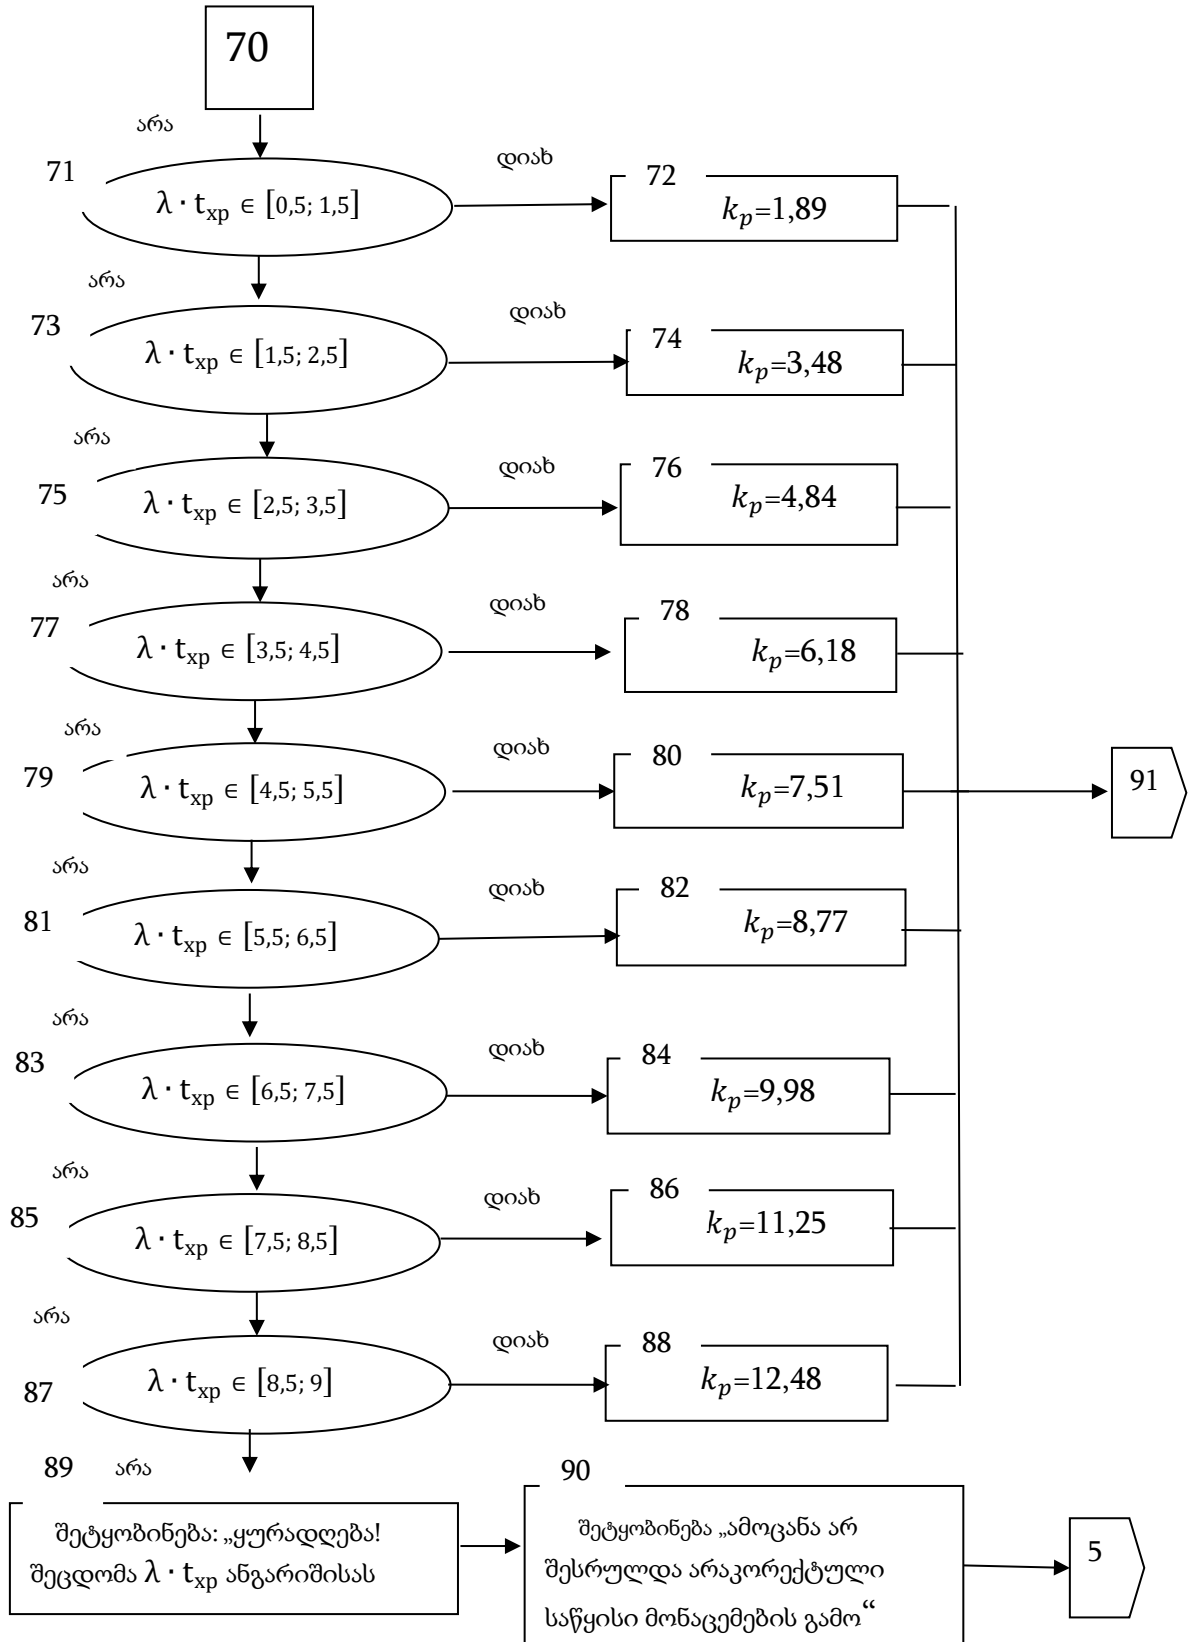 70
არა
71
λ · t_xp ∈ [0,5; 1,5]
დიახ
72
k_p=1,89
არა
73
λ · t_xp ∈ [1,5; 2,5]
დიახ
74
k_p=3,48
არა
75
λ · t_xp ∈ [2,5; 3,5]
დიახ
76
k_p=4,84
არა
77
λ · t_xp ∈ [3,5; 4,5]
დიახ
78
k_p=6,18
არა
79
λ · t_xp ∈ [4,5; 5,5]
დიახ
80
k_p=7,51
91
არა
81
λ · t_xp ∈ [5,5; 6,5]
დიახ
82
k_p=8,77
არა
83
λ · t_xp ∈ [6,5; 7,5]
დიახ
84
k_p=9,98
არა
85
λ · t_xp ∈ [7,5; 8,5]
დიახ
86
k_p=11,25
არა
87
λ · t_xp ∈ [8,5; 9]
დიახ
88
k_p=12,48
89
არა
შეტყობინება: „ყურადღება!
შეცდომა λ · t_xp ანგარიშისას
90
შეტყობინება „ამოცანა არ
შესრულდა არაკორექტული
საწყისი მონაცემების გამო“
5